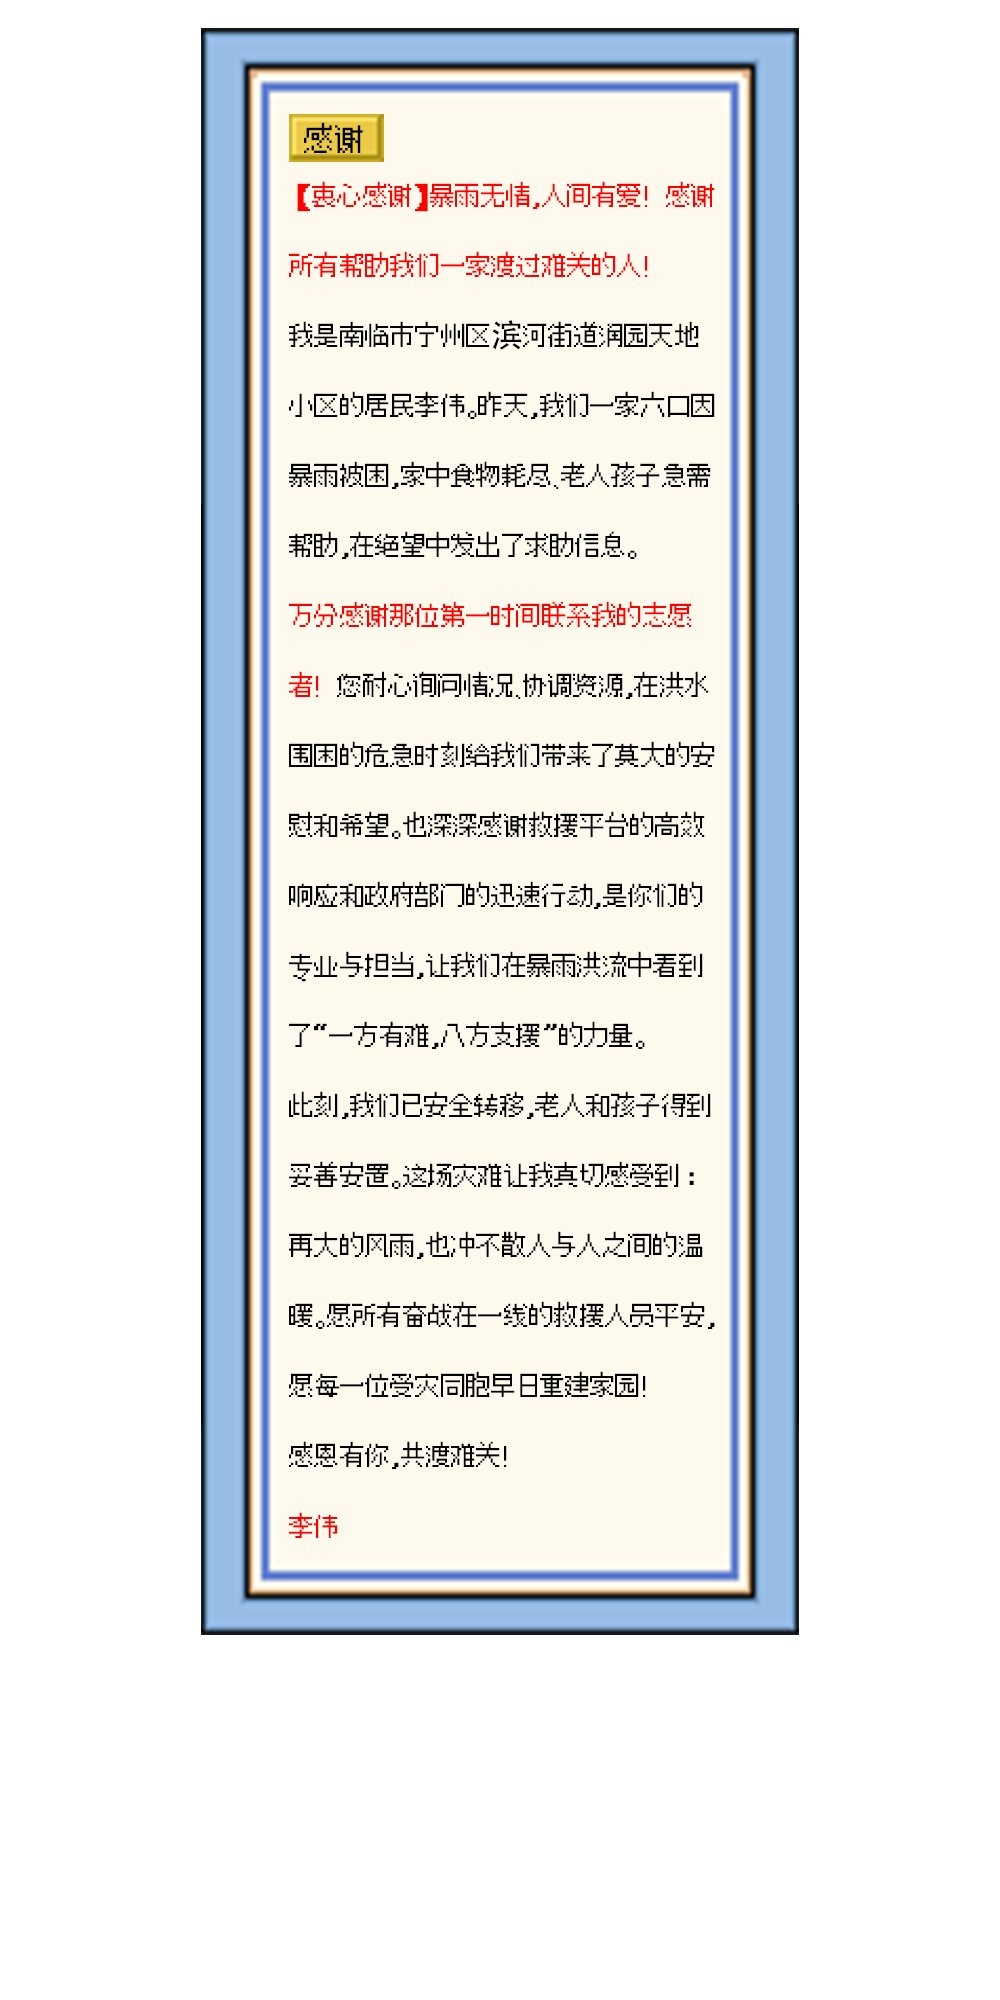 感谢
【衷心感谢】暴雨无情,人间有爱! 感谢
所有帮助我们一家渡过难关的人!
我是南临市宁州区滨河街道润园天地
小区的居民李伟。昨天,我们一家六口因
暴雨被困,家中食物耗尽、老人孩子急需
帮助,在绝望中发出了求助信息。
万分感谢那位第一时间联系我的志愿
者! 您耐心询问情况、协调资源,在洪水
围困的危急时刻给我们带来了莫大的安
慰和希望。也深深感谢救援平台的高效
响应和政府部门的迅速行动,是你们的
专业与担当,让我们在暴雨洪流中看到
了“一方有难,八方支援”的力量。
此刻,我们已安全转移,老人和孩子得到
妥善安置。这场灾难让我真切感受到：
再大的风雨,也冲不散人与人之间的温
暖。愿所有奋战在一线的救援人员平安,
愿每一位受灾同胞早日重建家园!
感恩有你,共渡难关!
李伟